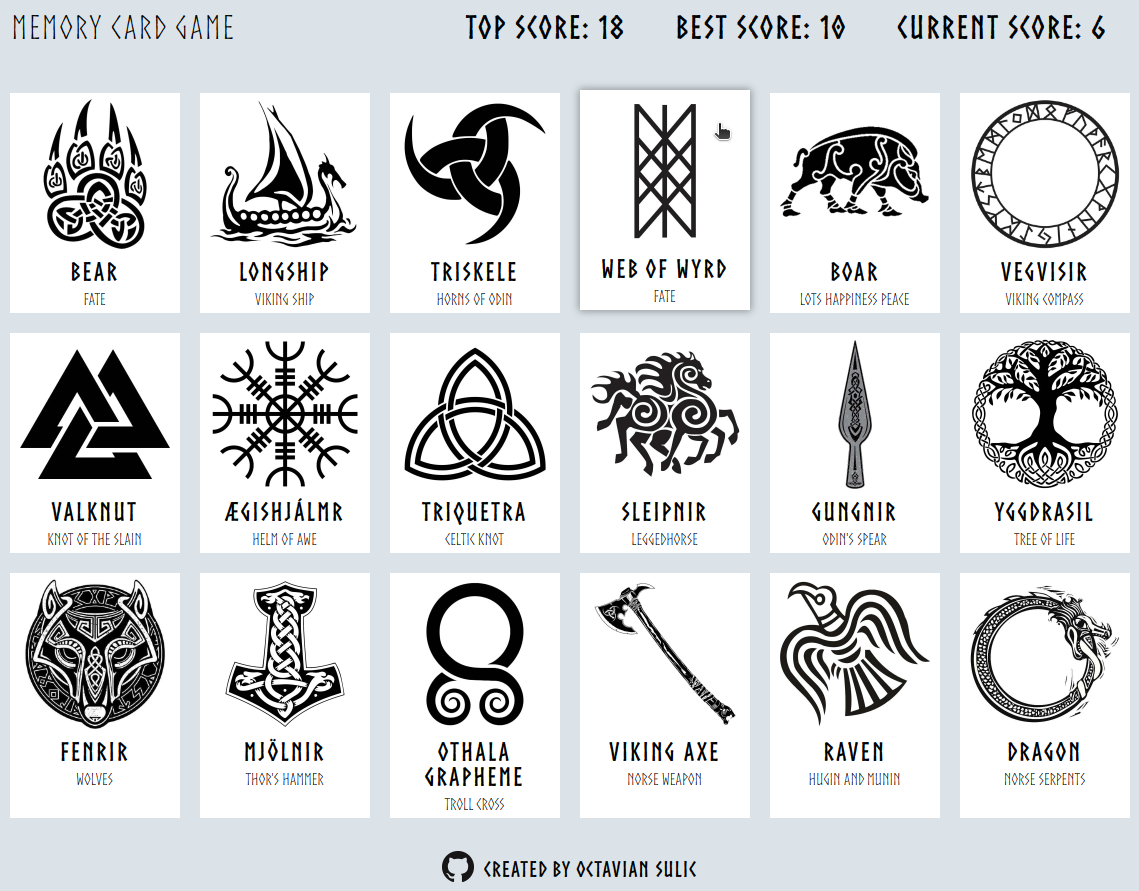 MEMORY CARD GAME
TOP SCORE: 18
BEST SCORE: 10
CURRENT SCORE: 6
BEAR
FATE
LONGSHIP
VIKING SHIP
TRISKELE
HORNS OF ODIN
WEB OF WYRD
FATE
BOAR
LOTS HAPPINESS PEACE
VEGVISIR
VIKING COMPASS
VALKNUT
KNOT OF THE SLAIN
ÆGISHJÁLMR
HELM OF AWE
TRIQUETRA
CELTIC KNOT
SLEIPNIR
LEGGEDHORSE
GUNGNIR
ODIN'S SPEAR
YGGDRASIL
TREE OF LIFE
FENRIR
WOLVES
MJÖLNIR
THOR'S HAMMER
OTHALA
GRAPHEME
TROLL CROSS
VIKING AXE
NORSE WEAPON
RAVEN
HUGIN AND MUNIN
DRAGON
NORSE SERPENTS
CREATED BY OCTAVIAN SULIC